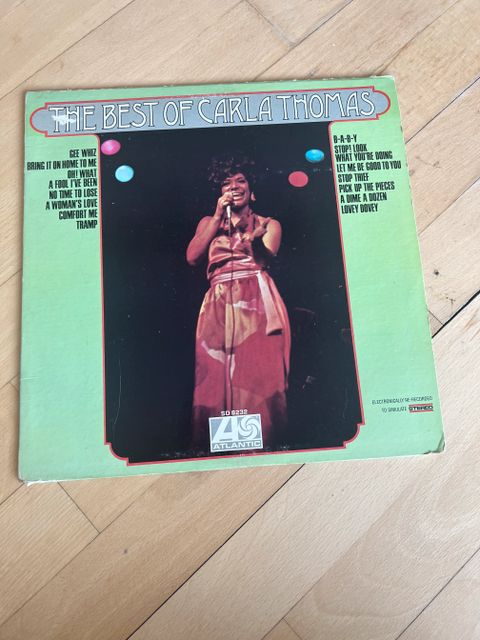 THE BEST OF CARLA THOMAS
GEE WHIZ
BRING IT ON HOME TO ME
OH! WHAT
A FOOL I'VE BEEN
NO TIME TO LOSE
A WOMAN'S LOVE
COMFORT ME
TRAMP
B-A-B-Y
STOP! LOOK
WHAT YOU'RE DOING
LET ME BE GOOD TO YOU
STOP THIEF
PICK UP THE PIECES
A DIME A DOZEN
LOVEY DOVEY
ELECTRONICALLY RE-RECORDED
TO SIMULATE STEREO
SD 8232
ATLANTIC